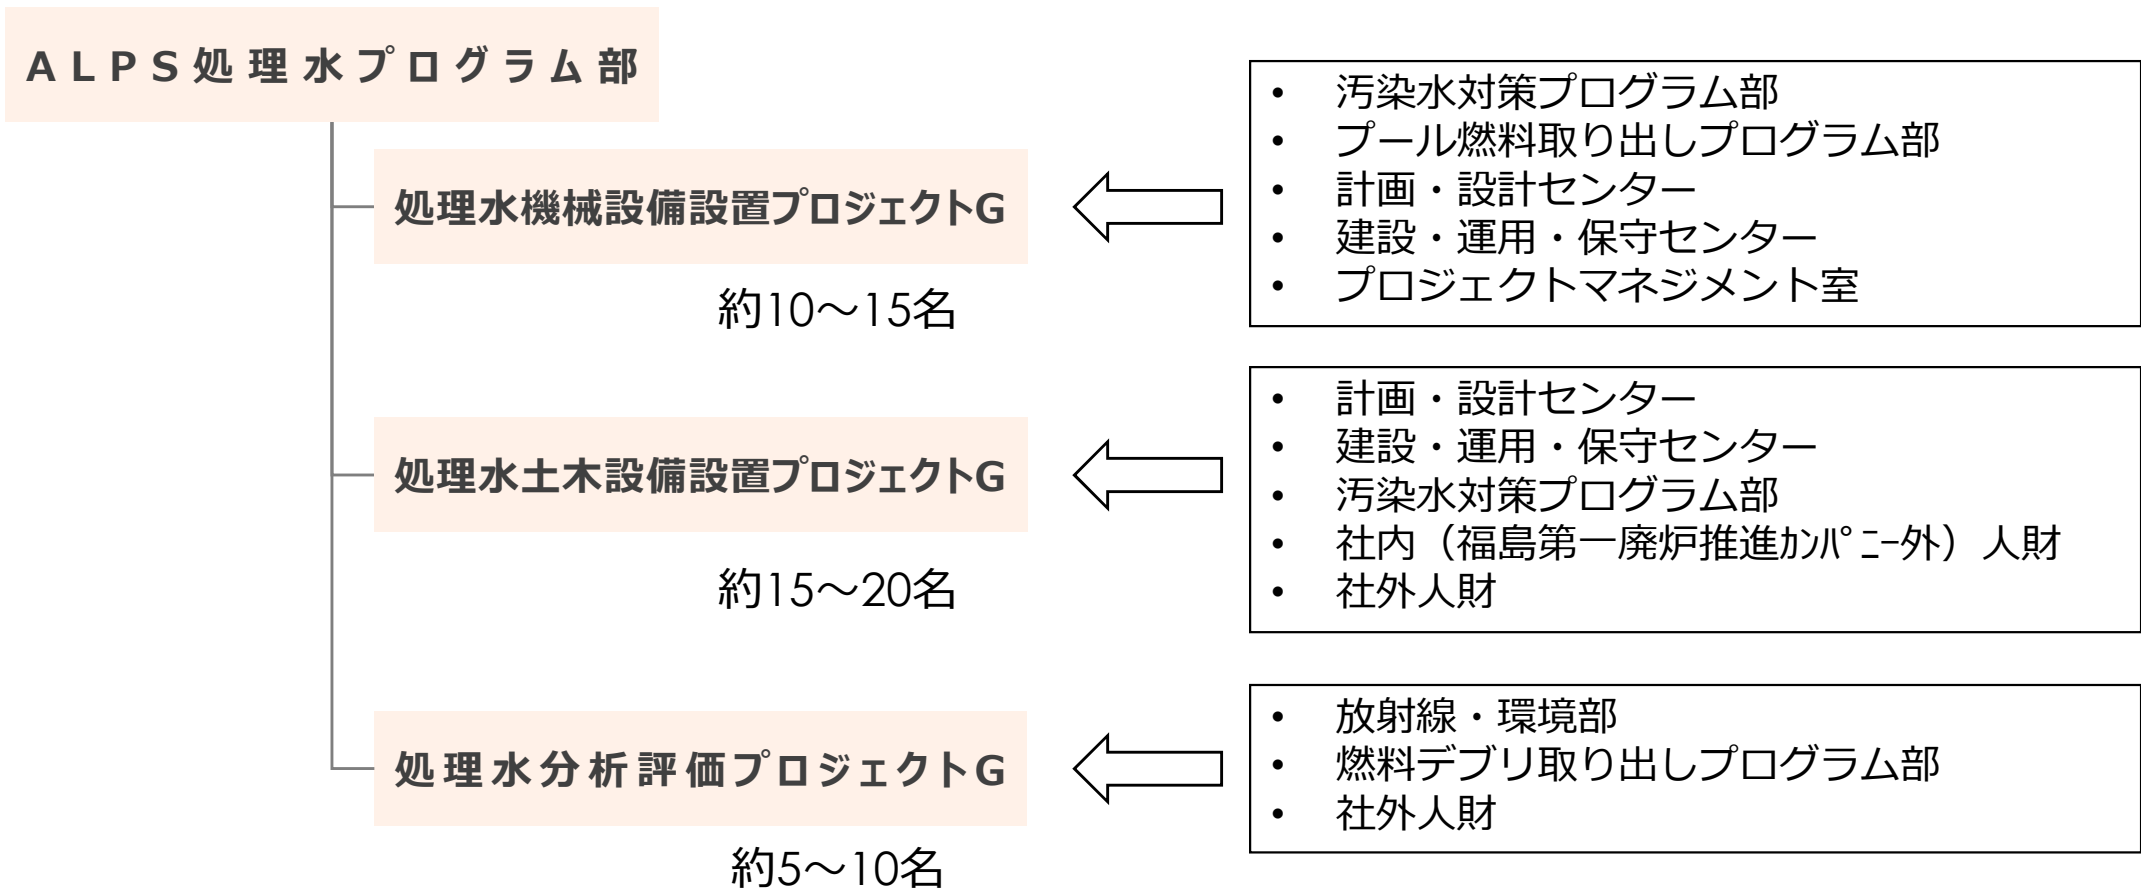 ALPS処理水プログラム部
処理水機械設備設置プロジェクトG
約10～15名
• 汚染水対策プログラム部
• プール燃料取り出しプログラム部
• 計画・設計センター
• 建設・運用・保守センター
• プロジェクトマネジメント室
処理水土木設備設置プロジェクトG
約15～20名
• 計画・設計センター
• 建設・運用・保守センター
• 汚染水対策プログラム部
• 社内（福島第一廃炉推進ｶﾝﾊﾟﾆｰ外）人財
• 社外人財
処理水分析評価プロジェクトG
約5～10名
• 放射線・環境部
• 燃料デブリ取り出しプログラム部
• 社外人財